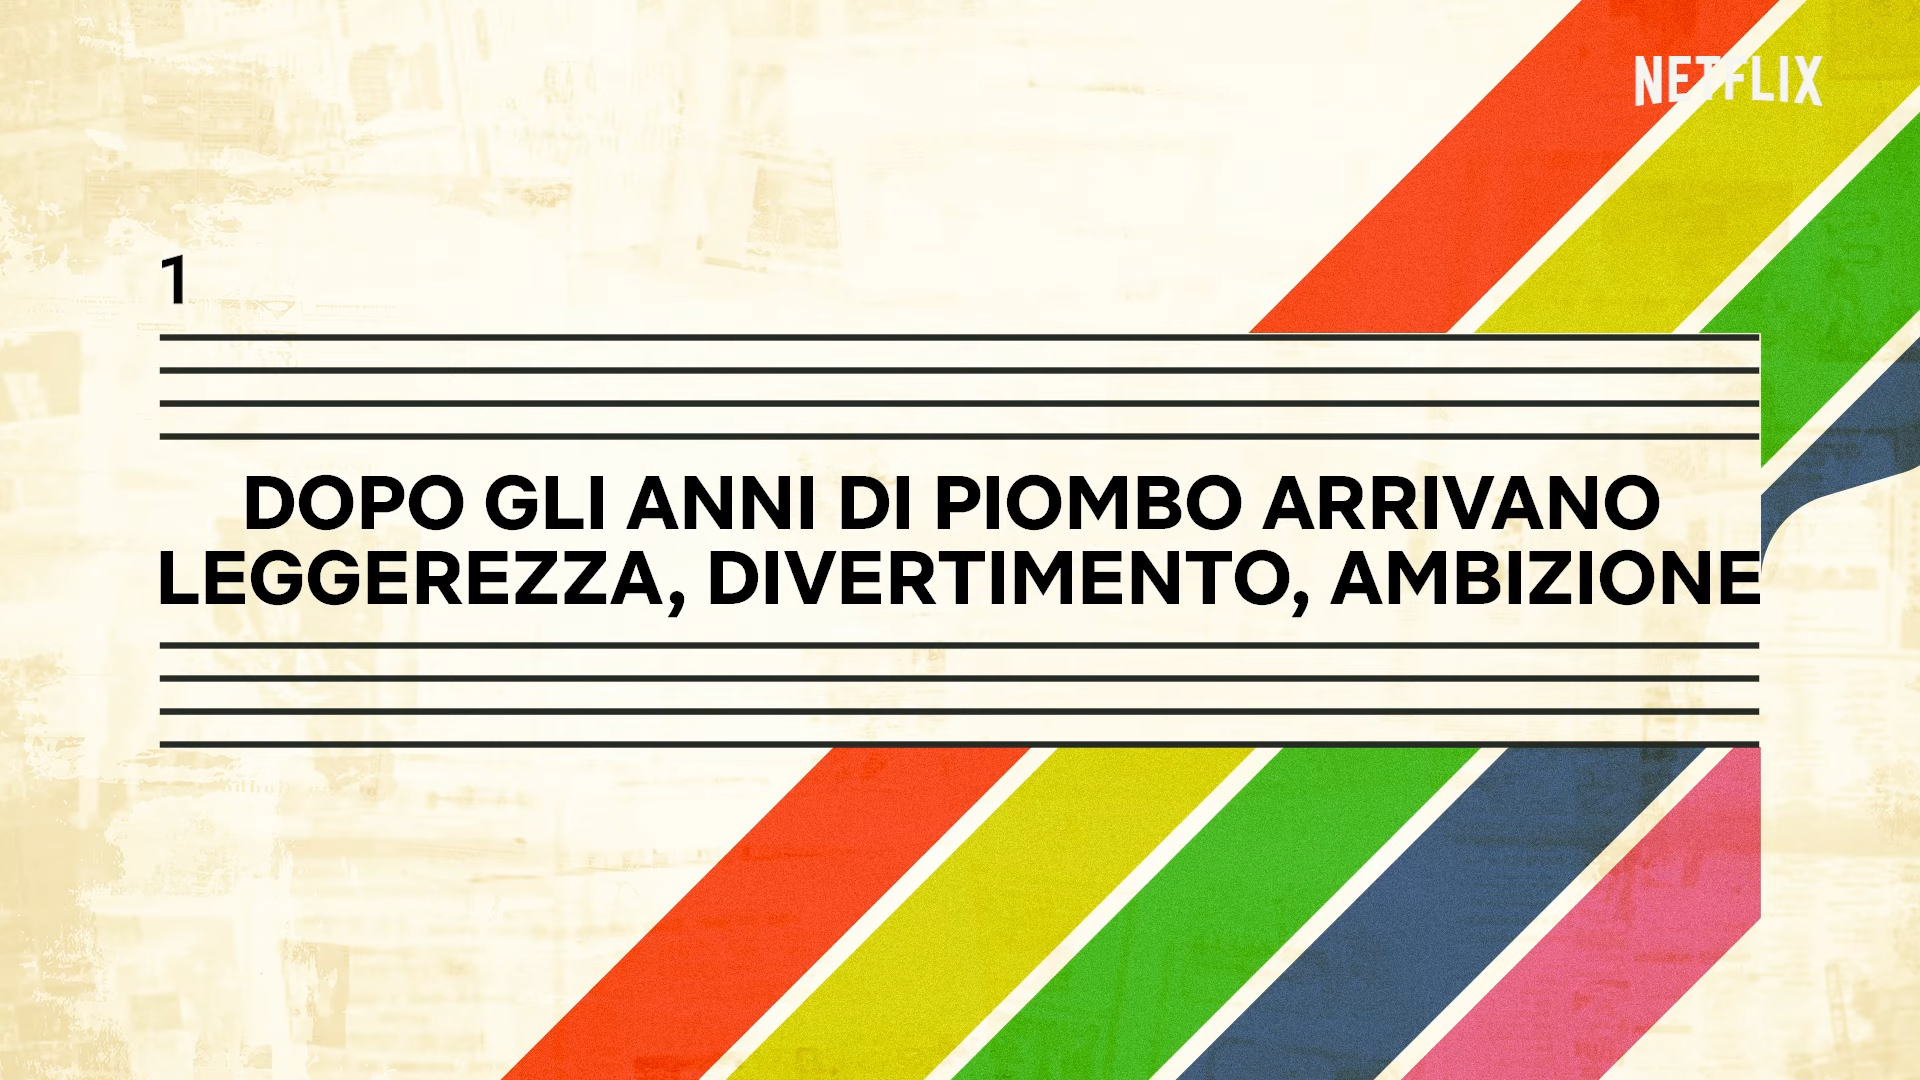 NETFLIX
1
DOPO GLI ANNI DI PIOMBO ARRIVANO
LEGGEREZZA, DIVERTIMENTO, AMBIZIONE